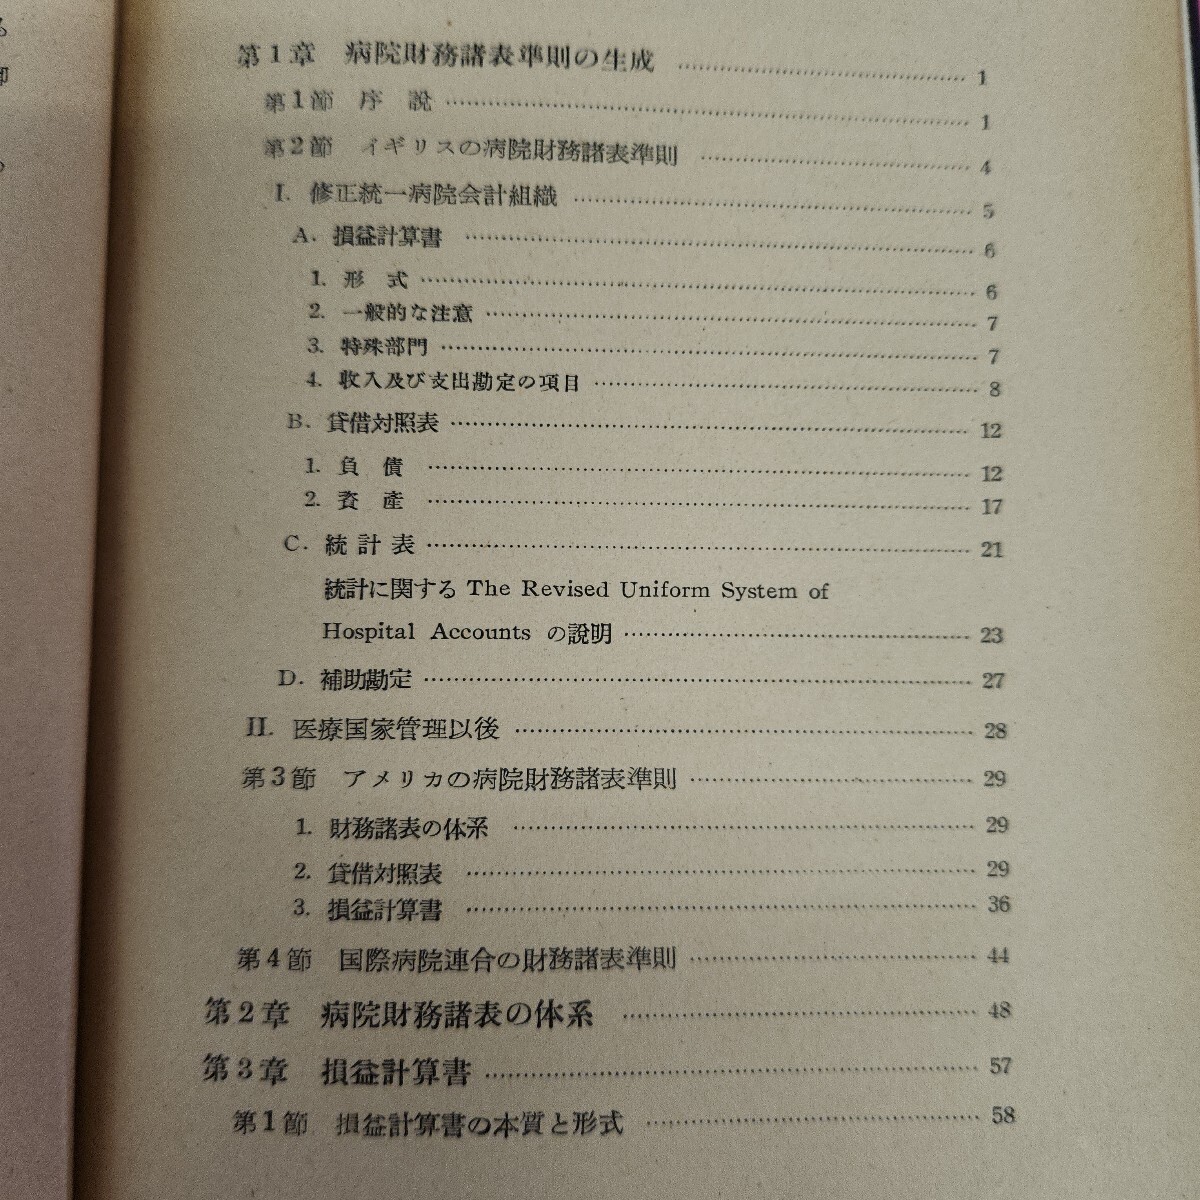 第1章　病院財務諸表準則の生成 …… 1
第1節　序　説 …… 1
第2節　イギリスの病院財務諸表準則 …… 4
I. 修正統一病院会計組織 …… 5
A. 損益計算書 …… 6
1. 形　式 …… 6
2. 一般的な注意 …… 7
3. 特殊部門 …… 7
4. 収入及び支出勘定の項目 …… 8
B. 貸借対照表 …… 12
1. 負　債 …… 12
2. 資　産 …… 17
C. 統計表 …… 21
統計に関する The Revised Uniform System of
Hospital Accounts の説明 …… 23
D. 補助勘定 …… 27
II. 医療国家管理以後 …… 28
第3節　アメリカの病院財務諸表準則 …… 29
1. 財務諸表の体系 …… 29
2. 貸借対照表 …… 29
3. 損益計算書 …… 36
第4節　国際病院連合の財務諸表準則 …… 44
第2章　病院財務諸表の体系 …… 48
第3章　損益計算書 …… 57
第1節　損益計算書の本質と形式 …… 58